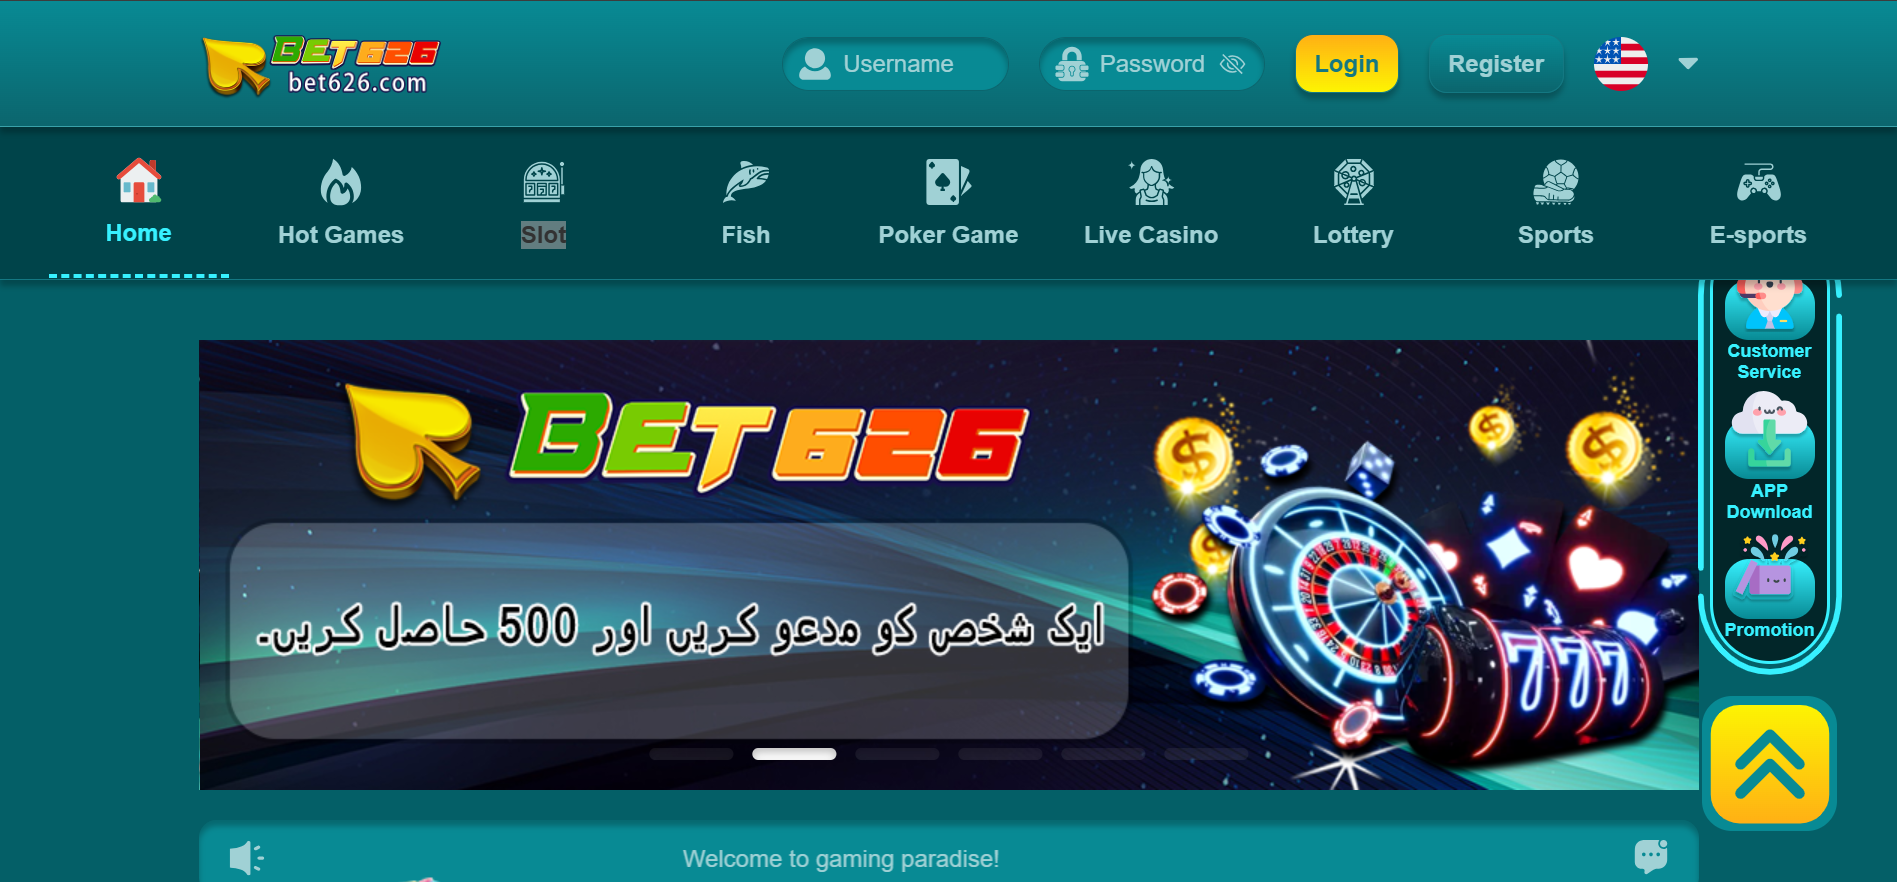 BET626
bet626.com
Username
Password
Login
Register
Home
Hot Games
Slot
Fish
Poker Game
Live Casino
Lottery
Sports
E-sports
BET626
ایک شخص کو مدعو کریں اور 500 حاصل کریں۔
777
Customer
Service
APP
Download
Promotion
Welcome to gaming paradise!